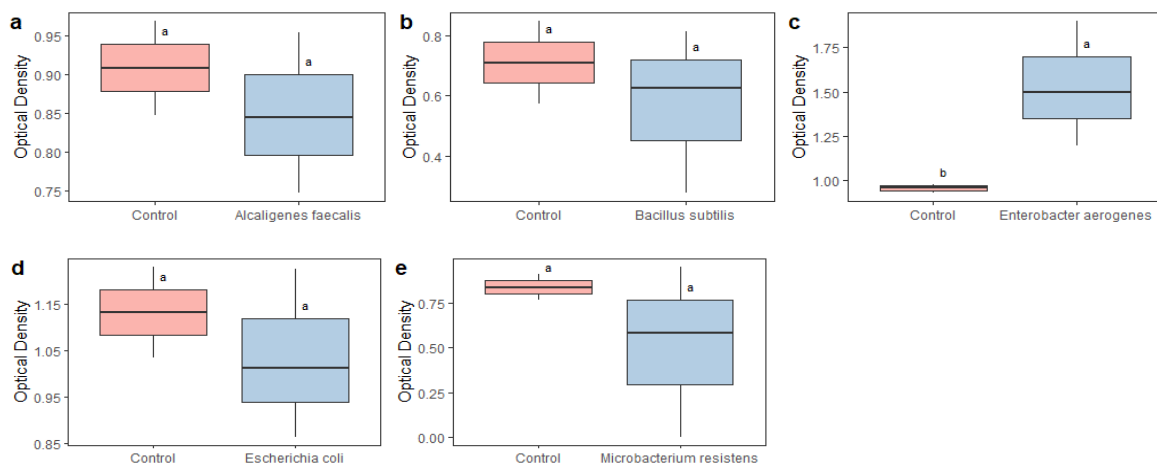 a
Optical Density
0.95
0.90
0.85
0.80
0.75
a
a
Control
Alcaligenes faecalis
b
Optical Density
0.8
0.6
0.4
a
a
Control
Bacillus subtilis
c
Optical Density
1.75
1.50
1.25
1.00
b
a
Control
Enterobacter aerogenes
d
Optical Density
1.15
1.05
0.95
0.85
a
a
Control
Escherichia coli
e
Optical Density
0.75
0.50
0.25
0.00
a
a
Control
Microbacterium resistens